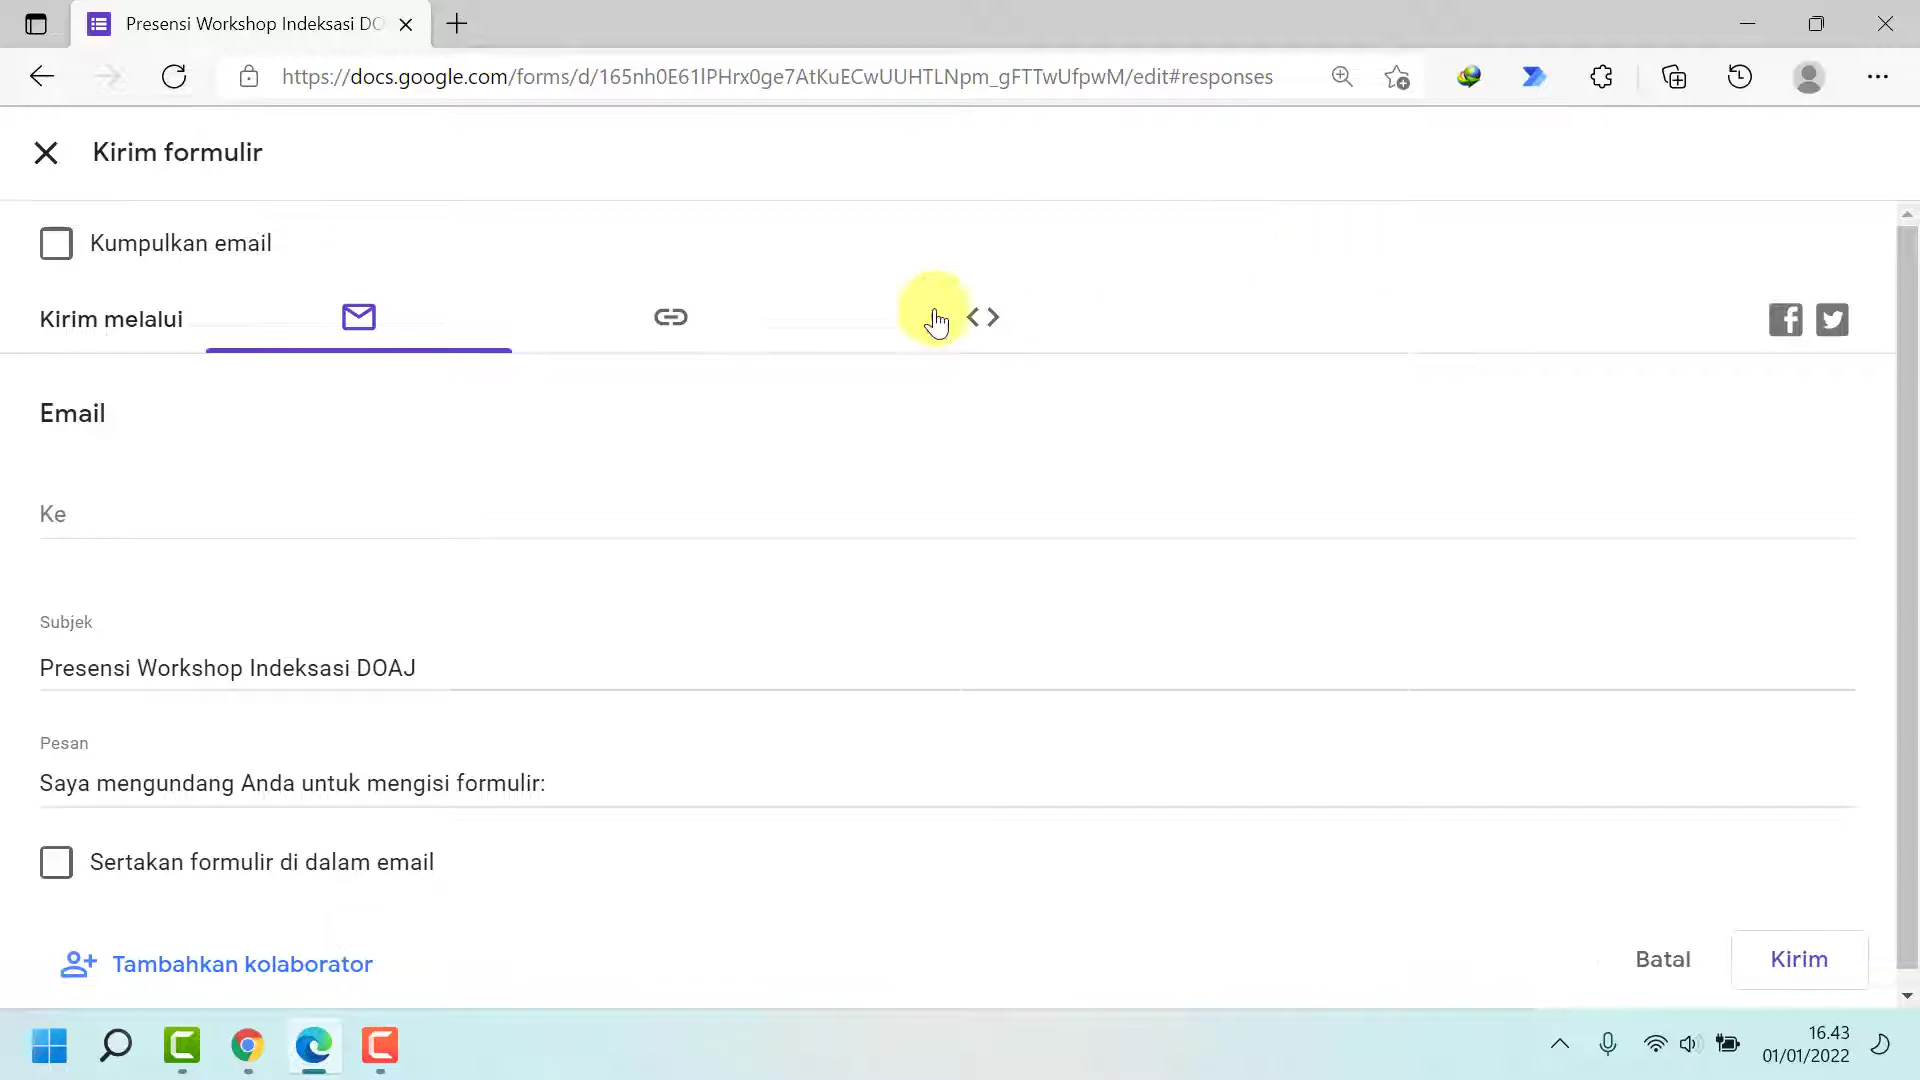 Presensi Workshop Indeksasi DO
https://docs.google.com/forms/d/165nh0E61lPHrx0ge7AtKuECwUUHTLNpm_gFTTwUfpwM/edit#responses
Kirim formulir
Kumpulkan email
Kirim melalui
Email
Ke
Subjek
Presensi Workshop Indeksasi DOAJ
Pesan
Saya mengundang Anda untuk mengisi formulir:
Sertakan formulir di dalam email
Tambahkan kolaborator
Batal
Kirim
16.43
01/01/2022